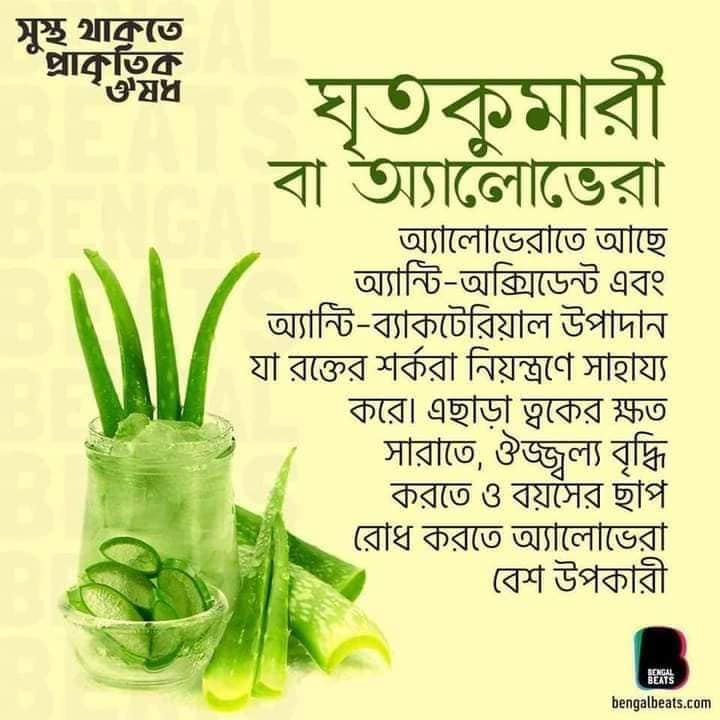 সুস্থ থাকতে
প্রাকৃতিক
ঔষধ
ঘৃতকুমারী
বা অ্যালোভেরা
অ্যালোভেরাতে আছে
অ্যান্টি-অক্সিডেন্ট এবং
অ্যান্টি-ব্যাকটেরিয়াল উপাদান
যা রক্তের শর্করা নিয়ন্ত্রণে সাহায্য
করে। এছাড়া ত্বকের ক্ষত
সারাতে, ঔজ্জ্বল্য বৃদ্ধি
করতে ও বয়সের ছাপ
রোধ করতে অ্যালোভেরা
বেশ উপকারী
BENGAL
BEATS
bengalbeats.com